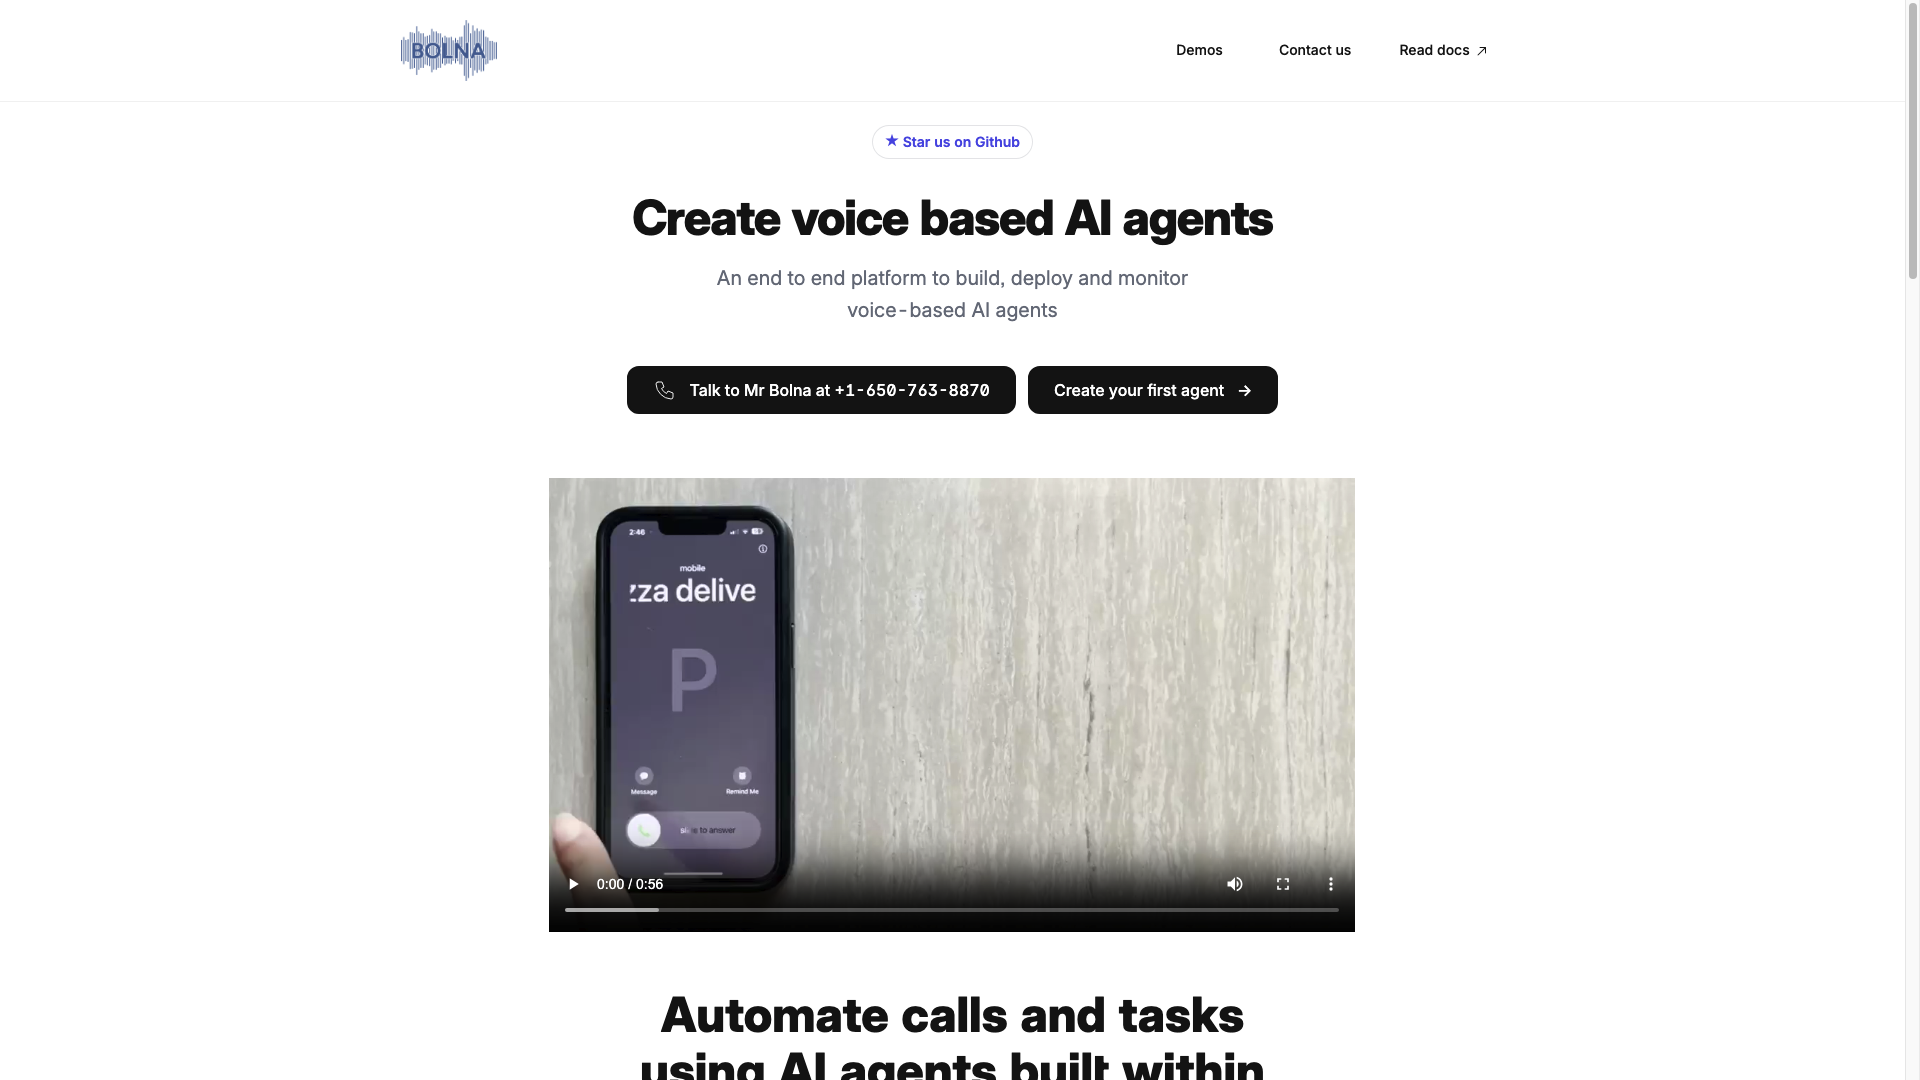 BOLNA
Demos
Contact us
Read docs
Star us on Github
Create voice based AI agents
An end to end platform to build, deploy and monitor
voice-based AI agents
Talk to Mr Bolna at +1-650-763-8870
Create your first agent
2:46
mobile
zza delive
P
Message
Remind Me
to answer
0:00 / 0:56
Automate calls and tasks
using AI agents built within